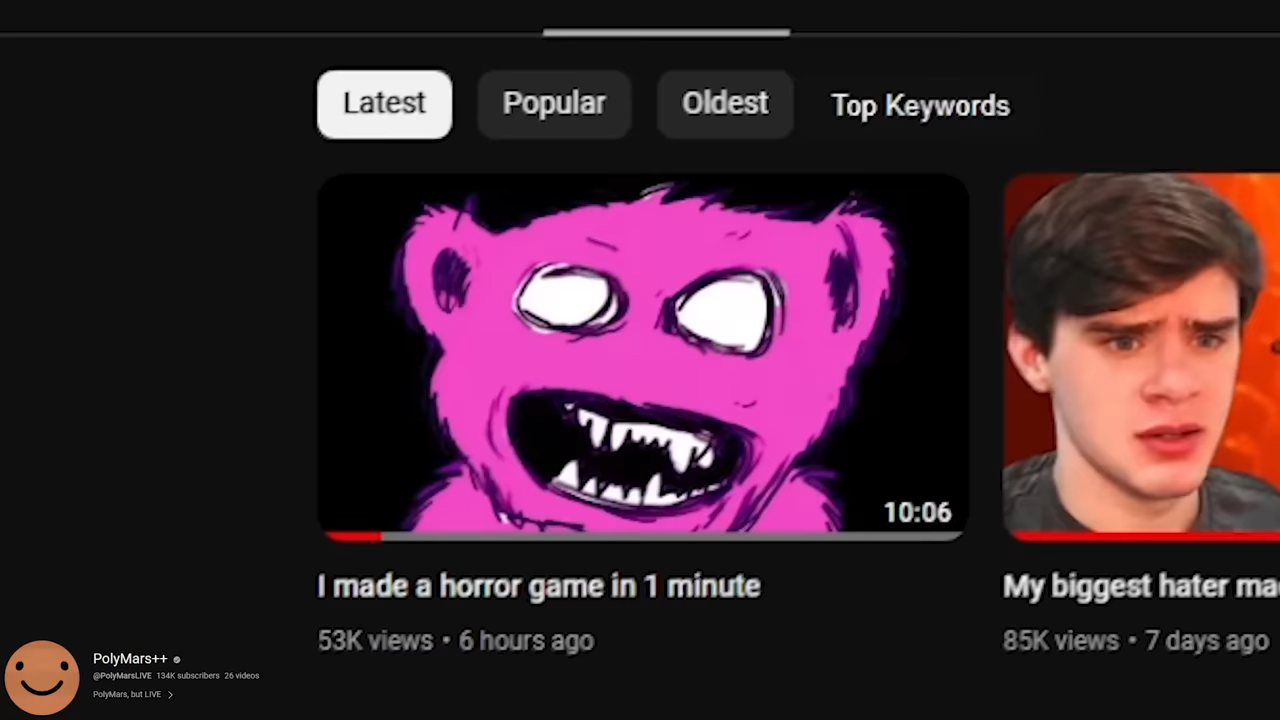 Latest
Popular
Oldest
Top Keywords
10:06
I made a horror game in 1 minute
53K views • 6 hours ago
My biggest hater ma
85K views • 7 days ago
PolyMars++
@PolyMarsLIVE 134K subscribers 26 videos
PolyMars, but LIVE >